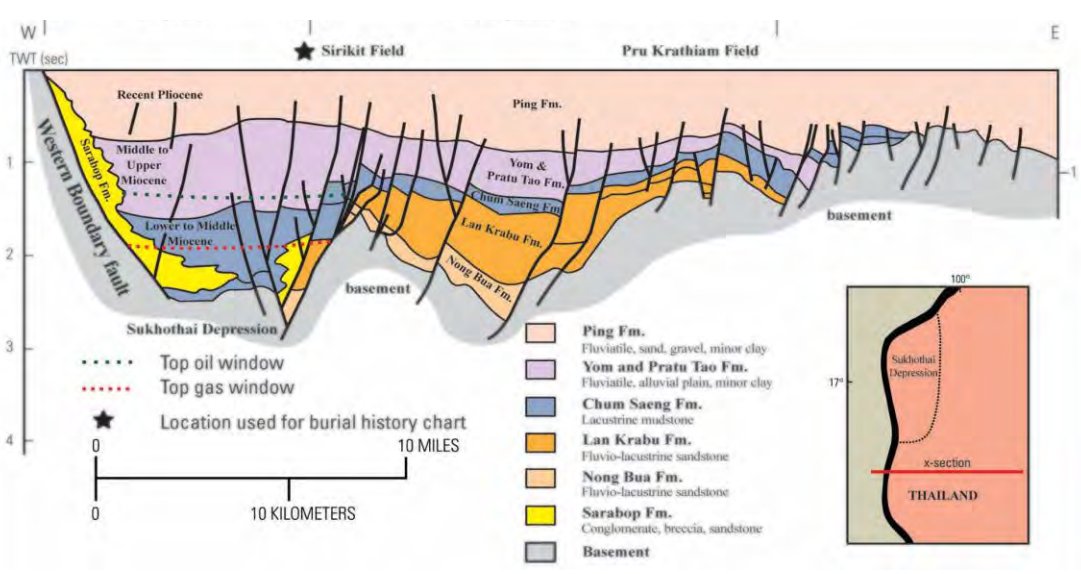 W
E
★ Sirikit Field
Pru Krathiam Field
TWT (sec)
Recent Pliocene
Ping Fm.
Western Boundary fault
Sarabop Fm.
Middle to
Upper
Miocene
Yom &
Pratu Tao Fm.
1
1
Chum Saeng Fm
Lower to Middle
Miocene
Lan Krabu Fm.
basement
2
Nong Bua Fm.
basement
Sukhothai Depression
3
4
Top oil window
Top gas window
★ Location used for burial history chart
0
10 MILES
0
10 KILOMETERS
Ping Fm.
Fluviatile, sand, gravel, minor clay
Yom and Pratu Tao Fm.
Fluviatile, alluvial plain, minor clay
Chum Saeng Fm.
Lacustrine mudstone
Lan Krabu Fm.
Fluvio-lacustrine sandstone
Nong Bua Fm.
Fluvio-lacustrine sandstone
Sarabop Fm.
Conglomerate, breccia, sandstone
Basement
100°
17°
Sukhothai
Depression
x-section
THAILAND